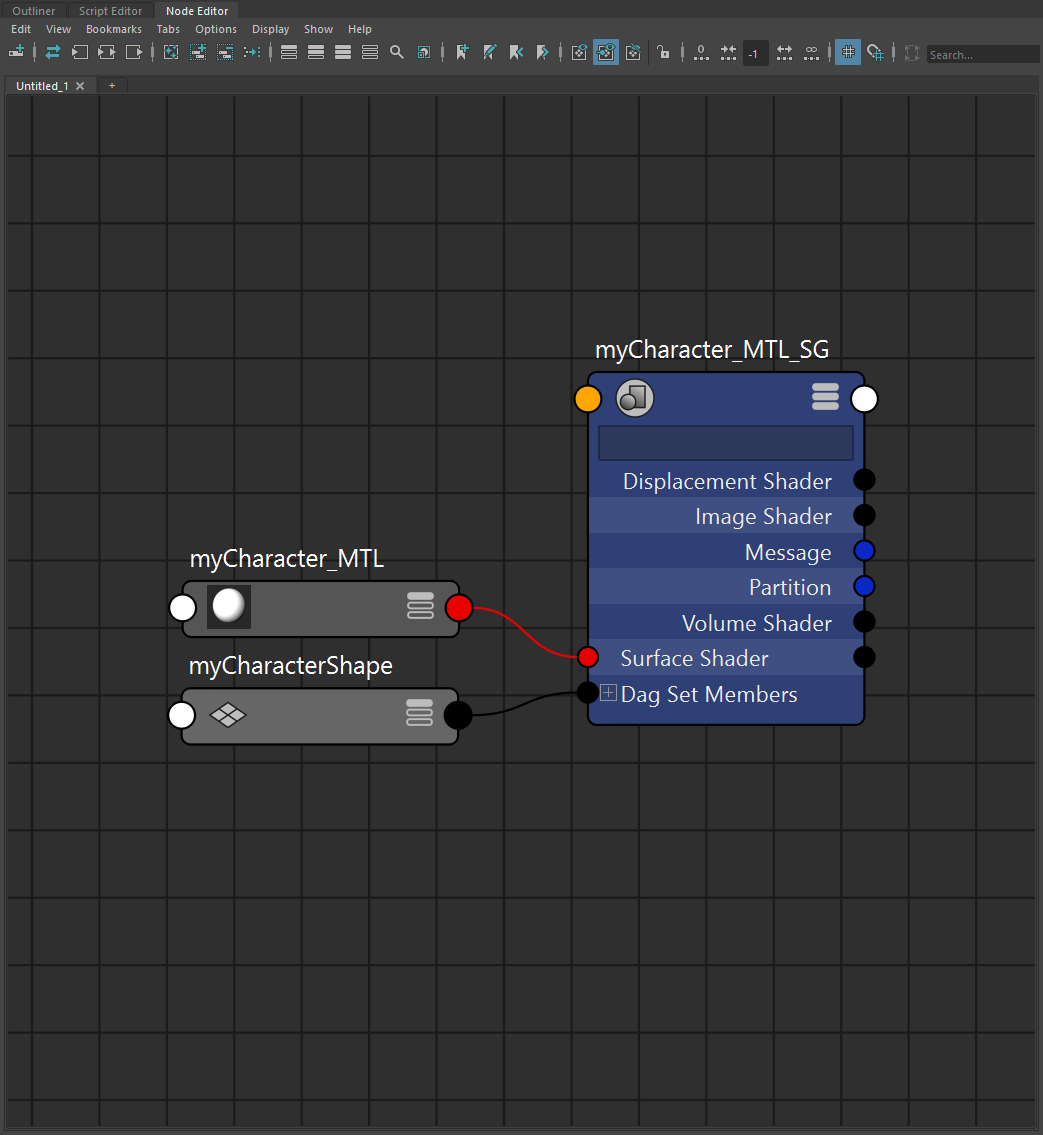 Outliner Script Editor Node Editor
Edit View Bookmarks Tabs Options Display Show Help
0 -1 ∞ Search...
Untitled_1 × +
myCharacter_MTL_SG
Displacement Shader
Image Shader
Message
myCharacter_MTL
Partition
Volume Shader
Surface Shader
myCharacterShape
Dag Set Members